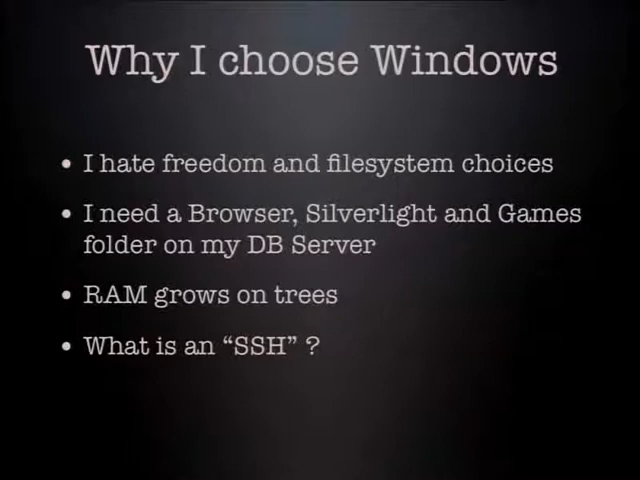 Why I choose Windows
• I hate freedom and filesystem choices
• I need a Browser, Silverlight and Games
folder on my DB Server
• RAM grows on trees
• What is an “SSH” ?